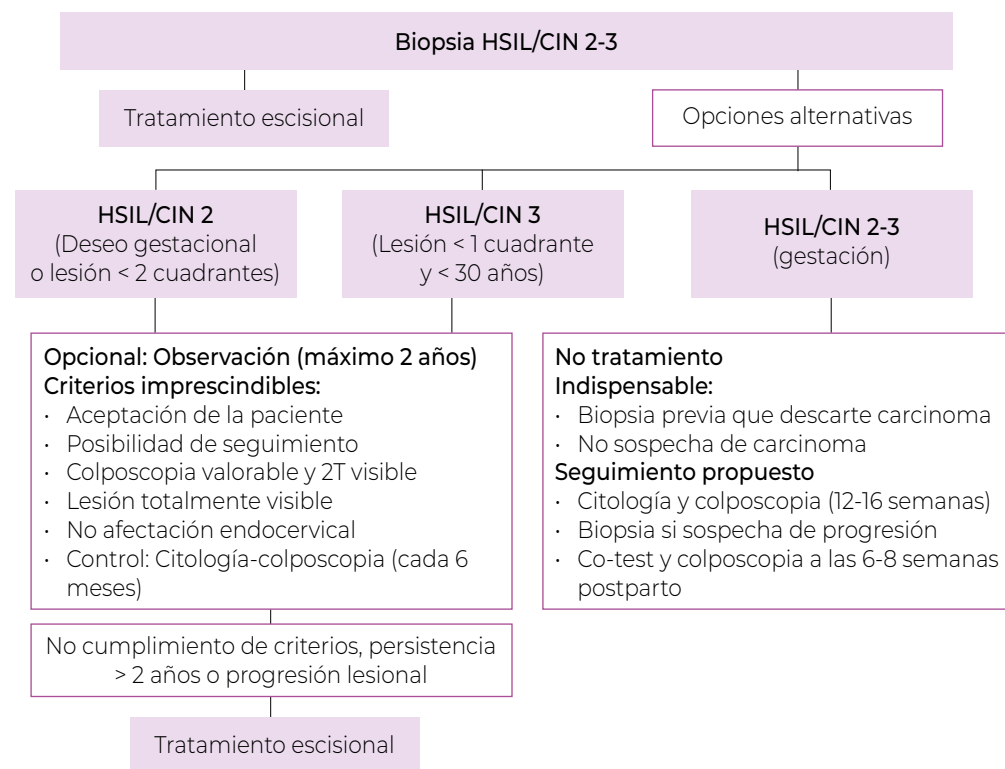 Biopsia HSIL/CIN 2-3
Tratamiento escisional
Opciones alternativas
HSIL/CIN 2
(Deseo gestacional
o lesión < 2 cuadrantes)
HSIL/CIN 3
(Lesión < 1 cuadrante
y < 30 años)
HSIL/CIN 2-3
(gestación)
Opcional: Observación (máximo 2 años)
Criterios imprescindibles:
· Aceptación de la paciente
· Posibilidad de seguimiento
· Colposcopia valorable y 2T visible
· Lesión totalmente visible
· No afectación endocervical
· Control: Citología-colposcopia (cada 6
meses)
No tratamiento
Indispensable:
· Biopsia previa que descarte carcinoma
· No sospecha de carcinoma
Seguimiento propuesto
· Citología y colposcopia (12-16 semanas)
· Biopsia si sospecha de progresión
· Co-test y colposcopia a las 6-8 semanas
postparto
No cumplimiento de criterios, persistencia
> 2 años o progresión lesional
Tratamiento escisional